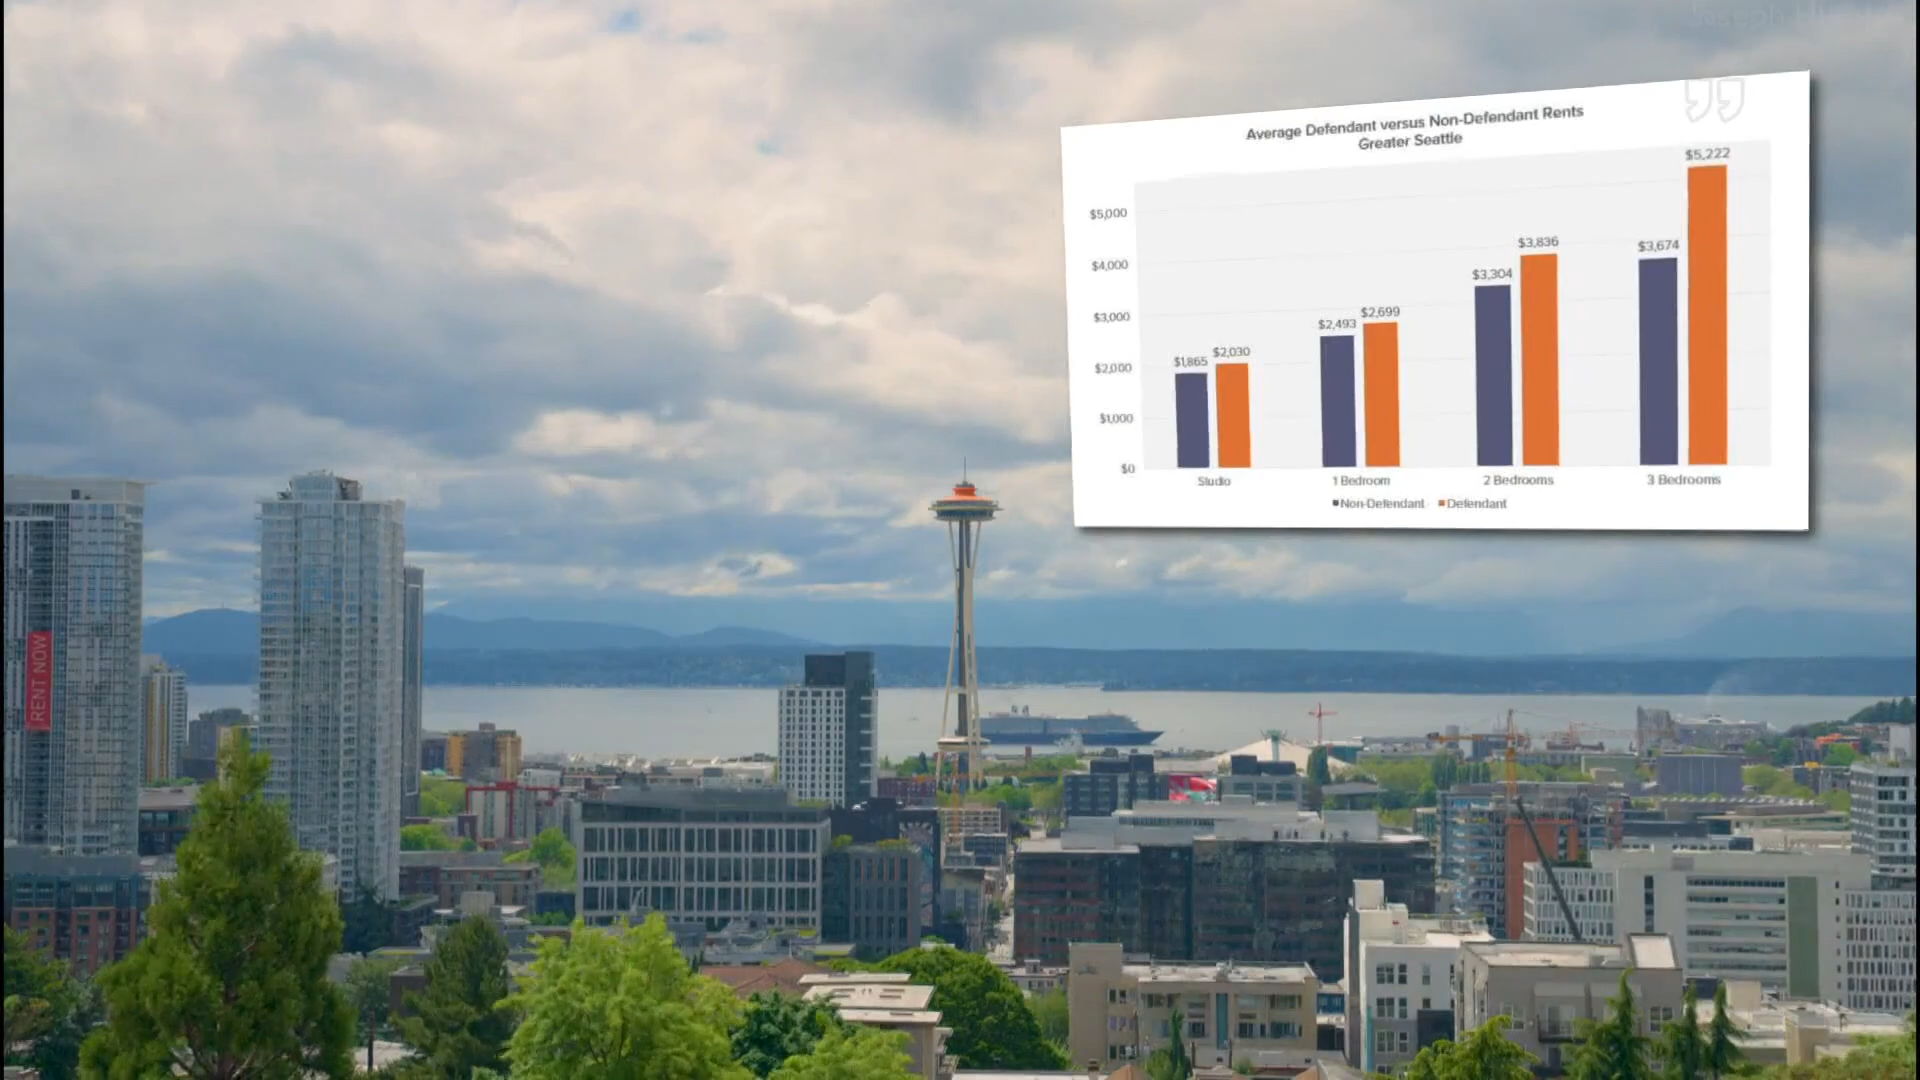 Average Defendant versus Non-Defendant Rents
Greater Seattle
$5,000
$4,000
$3,000
$2,000
$1,000
$0
$1,865
$2,030
$2,493
$2,699
$3,304
$3,836
$3,674
$5,222
Studio
1 Bedroom
2 Bedrooms
3 Bedrooms
Non-Defendant
Defendant
RENT NOW
Joseph